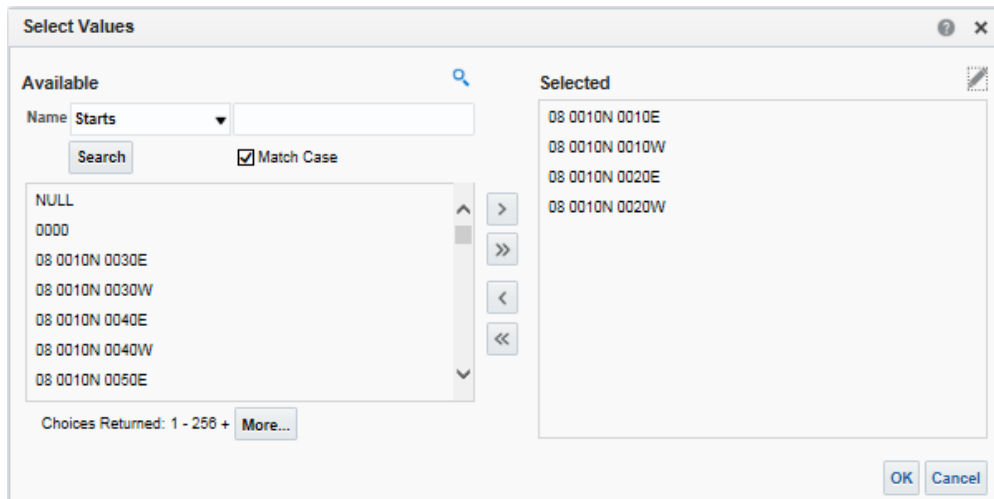 Select Values
Available
Name Starts
Search Match Case
NULL
0000
08 0010N 0030E
08 0010N 0030W
08 0010N 0040E
08 0010N 0040W
08 0010N 0050E
Choices Returned: 1 - 256 + More...
Selected
08 0010N 0010E
08 0010N 0010W
08 0010N 0020E
08 0010N 0020W
OK Cancel